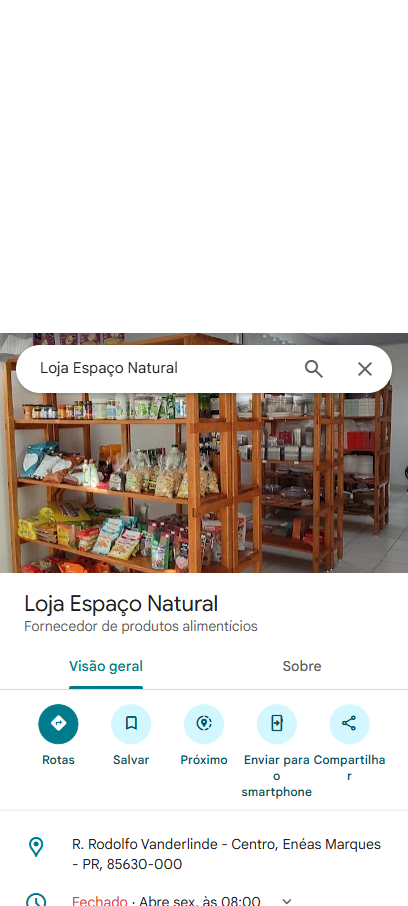 Loja Espaço Natural
Loja Espaço Natural
Fornecedor de produtos alimentícios
Visão geral
Sobre
Rotas
Salvar
Próximo
Enviar para
o
smartphone
Compartilha
r
R. Rodolfo Vanderlinde - Centro, Enéas Marques
- PR, 85630-000
Fechado · Abre sex. às 08:00